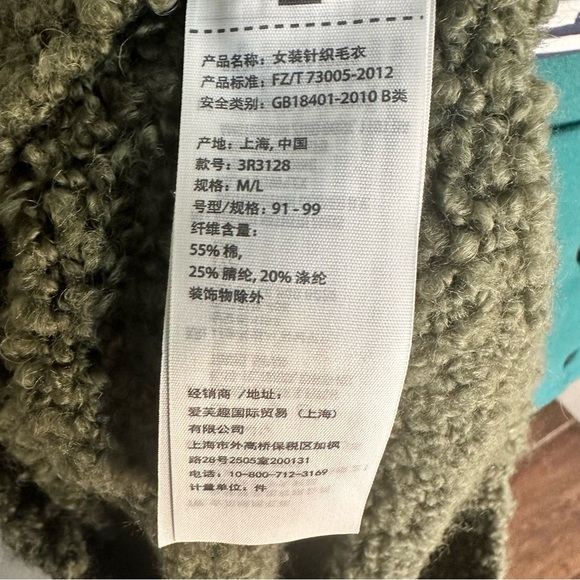 产品名称：女装针织毛衣
产品标准：FZ/T 73005-2012
安全类别：GB18401-2010 B类
产地：上海, 中国
款号：3R3128
规格：M/L
号型/规格：91 - 99
纤维含量：
55% 棉,
25% 腈纶, 20% 涤纶
装饰物除外
经销商 /地址：
爱芙趣国际贸易（上海）
有限公司
上海市外高桥保税区加枫
路28号2505室200131
电话：10-800-712-3169
计量单位：件